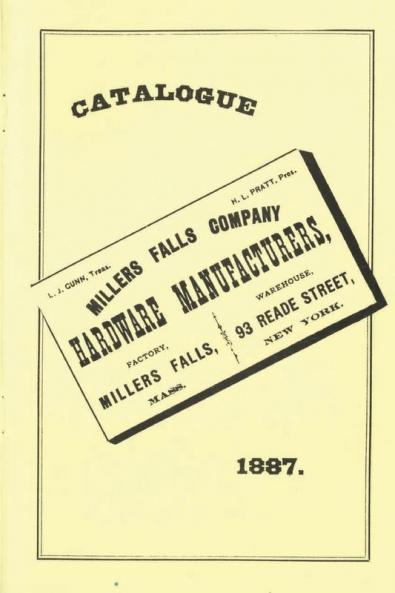 CATALOGUE
L. J. GUNN, Treas.
H. L. PRATT, Pres.
MILLERS FALLS COMPANY
HARDWARE MANUFACTURERS,
FACTORY,
MILLERS FALLS,
MASS.
WAREHOUSE,
93 READE STREET,
NEW YORK.
1887.